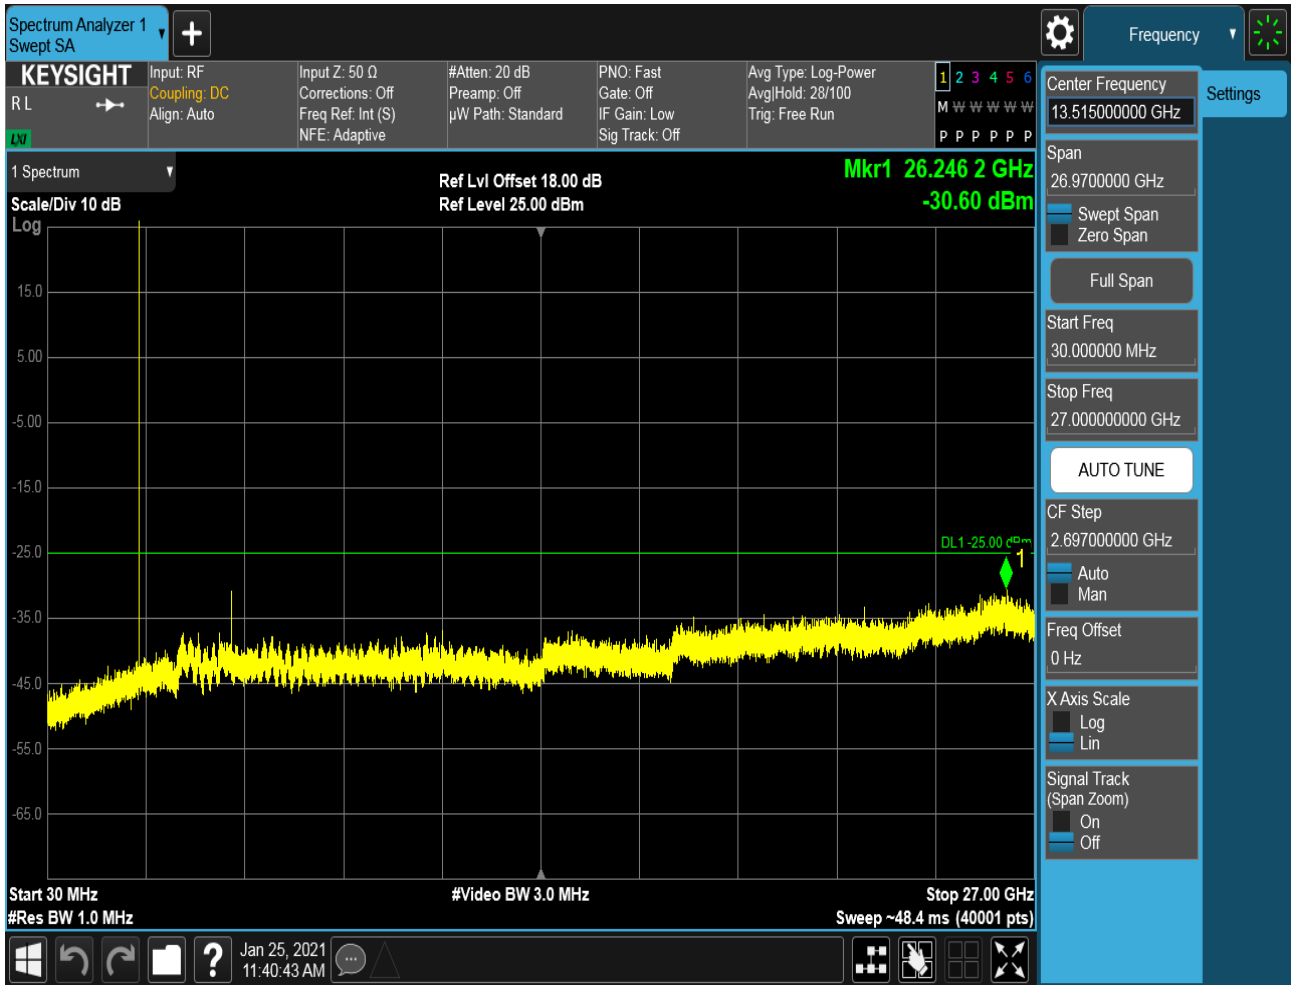 Spectrum Analyzer 1
Swept SA
Frequency
KEYSIGHT
R L
LXI
Input: RF
Coupling: DC
Align: Auto
Input Z: 50 Ω
Corrections: Off
Freq Ref: Int (S)
NFE: Adaptive
#Atten: 20 dB
Preamp: Off
µW Path: Standard
PNO: Fast
Gate: Off
IF Gain: Low
Sig Track: Off
Avg Type: Log-Power
Avg|Hold: 28/100
Trig: Free Run
1 2 3 4 5 6
M W W W W W
P P P P P P
1 Spectrum
Scale/Div 10 dB
Log
Ref Lvl Offset 18.00 dB
Ref Level 25.00 dBm
Mkr1 26.246 2 GHz
-30.60 dBm
15.0
5.00
-5.00
-15.0
-25.0
-35.0
-45.0
-55.0
-65.0
DL1 -25.00 dBm
1
Start 30 MHz
#Res BW 1.0 MHz
#Video BW 3.0 MHz
Stop 27.00 GHz
Sweep ~48.4 ms (40001 pts)
Jan 25, 2021
11:40:43 AM
?
Center Frequency
13.515000000 GHz
Settings
Span
26.9700000 GHz
Swept Span
Zero Span
Full Span
Start Freq
30.000000 MHz
Stop Freq
27.000000000 GHz
AUTO TUNE
CF Step
2.697000000 GHz
Auto
Man
Freq Offset
0 Hz
X Axis Scale
Log
Lin
Signal Track
(Span Zoom)
On
Off